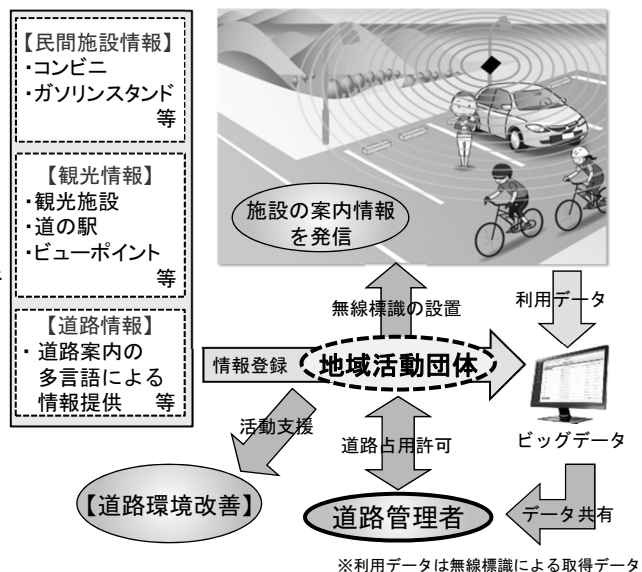 【民間施設情報】
・コンビニ
・ガソリンスタンド
等
【観光情報】
・観光施設
・道の駅
・ビューポイント
等
【道路情報】
・道路案内の
多言語による
情報提供 等
施設の案内情報
を発信
無線標識の設置
利用データ
情報登録
地域活動団体
ビッグデータ
活動支援
道路占用許可
【道路環境改善】
道路管理者
データ共有
※利用データは無線標識による取得データ